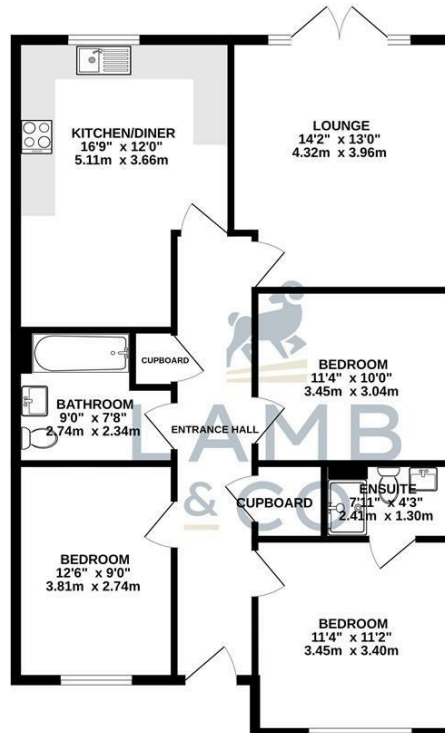 KITCHEN/DINER
16'9" x 12'0"
5.11m x 3.66m
LOUNGE
14'2" x 13'0"
4.32m x 3.96m
CUPBOARD
BEDROOM
11'4" x 10'0"
3.45m x 3.04m
BATHROOM
9'0" x 7'8"
2.74m x 2.34m
ENTRANCE HALL
LAMB
& CO
CUPBOARD
ENSUITE
7'11" x 4'3"
2.41m x 1.30m
BEDROOM
12'6" x 9'0"
3.81m x 2.74m
BEDROOM
11'4" x 11'2"
3.45m x 3.40m